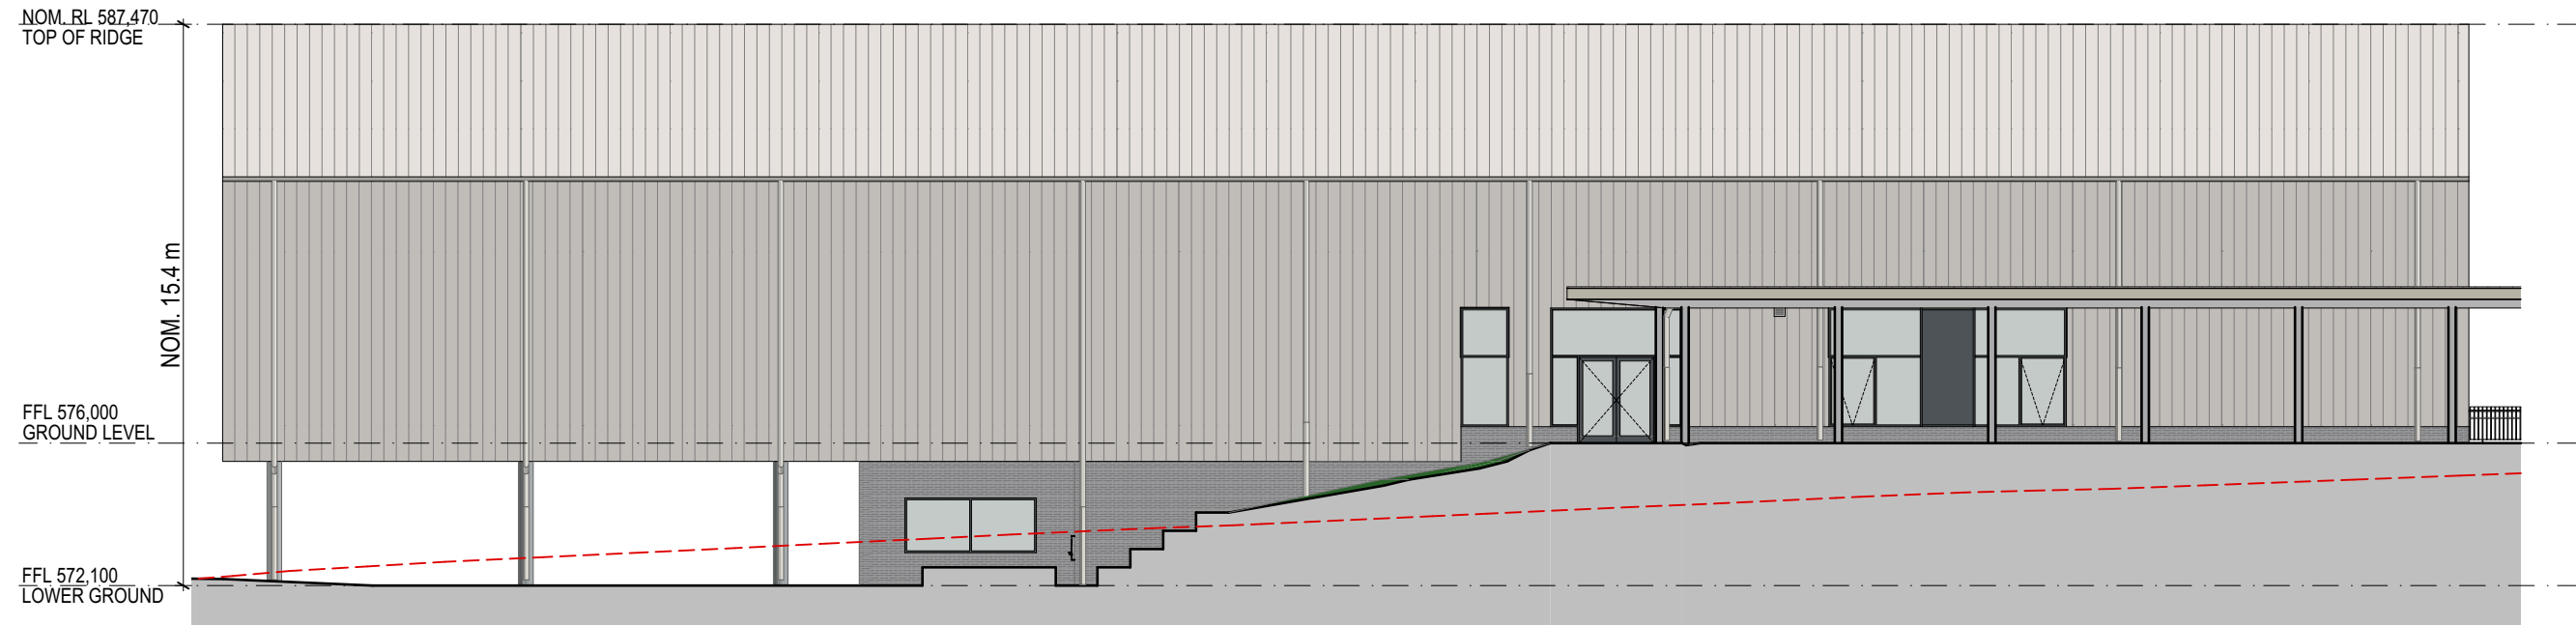 NOM. RL 587,470
TOP OF RIDGE
NOM. 15.4 m
FFL 576,000
GROUND LEVEL
FFL 572,100
LOWER GROUND